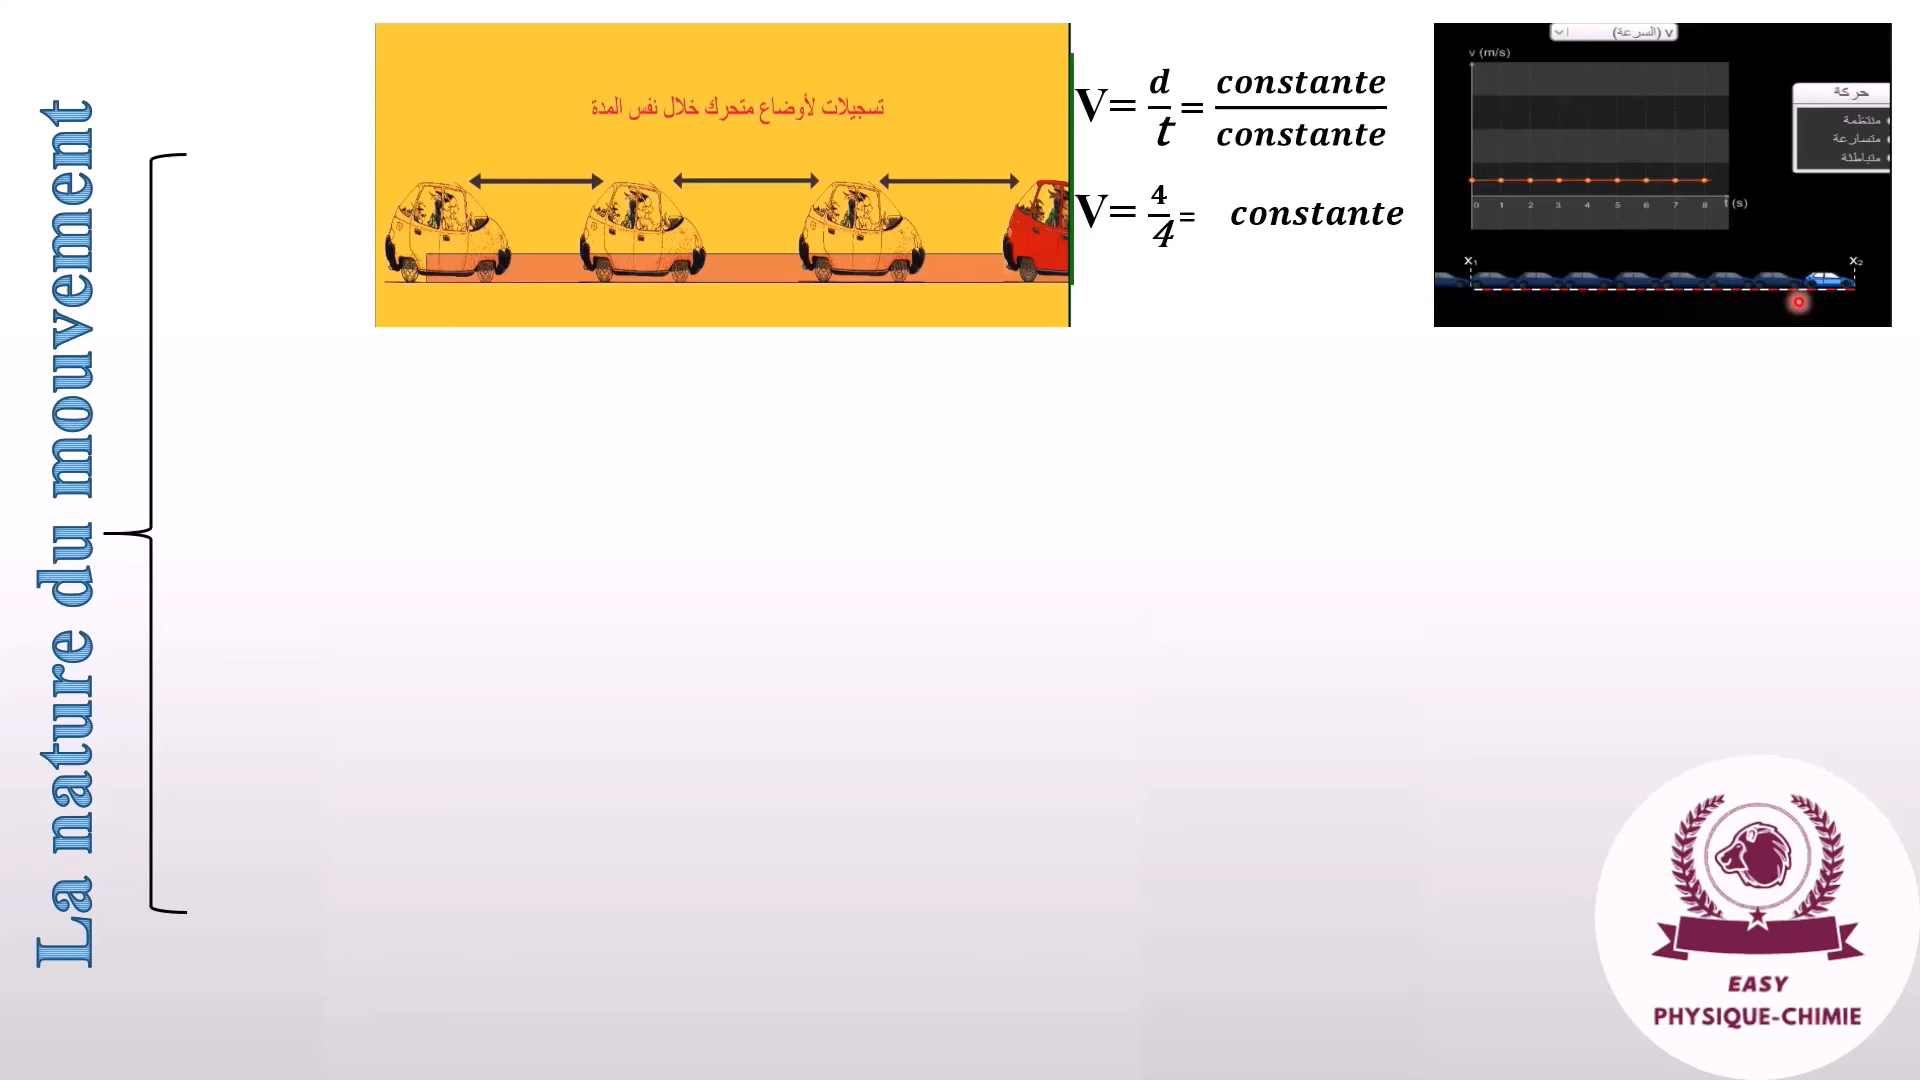 La nature du mouvement
تسجيلات لأوضاع متحرك خلال نفس المدة
V= d/t = constante/constante
V= 4/4 = constante
v (السرعة)
v (m/s)
حركة
منتظمة
متسارعة
متباطئة
0 1 2 3 4 5 6 7 8 t (s)
x₁ x₂
EASY
PHYSIQUE-CHIMIE